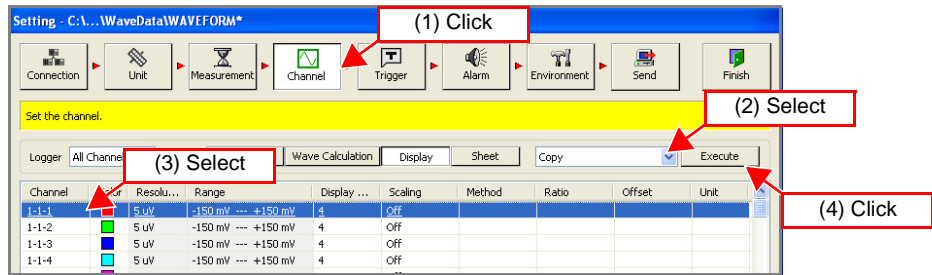 Setting - C:\...\WaveData\WAVEFORM*
(1) Click
Connection Unit Measurement Channel Trigger Alarm Environment Send Finish
Set the channel.
(2) Select
Logger All Channel Wave Calculation Display Sheet Copy Execute
(3) Select
Channel Resolu... Range Display ... Scaling Method Ratio Offset Unit
1-1-1 5 uV -150 mV --- +150 mV 4 Off
(4) Click
1-1-2 5 uV -150 mV --- +150 mV 4 Off
1-1-3 5 uV -150 mV --- +150 mV 4 Off
1-1-4 5 uV -150 mV --- +150 mV 4 Off